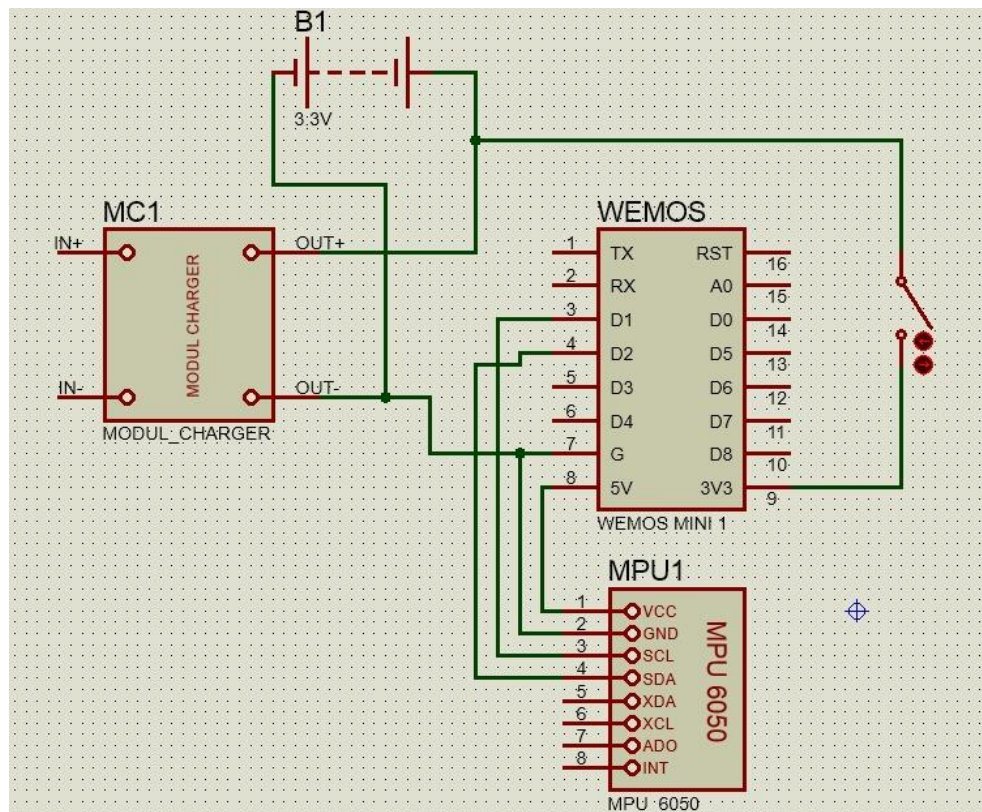 B1
3.3V
MC1
IN+
OUT+
MODUL CHARGER
IN-
OUT-
MODUL_CHARGER
WEMOS
1 TX RST 16
2 RX A0 15
3 D1 D0 14
4 D2 D5 13
5 D3 D6 12
6 D4 D7 11
7 G D8 10
8 5V 3V3 9
WEMOS MINI 1
MPU1
1 VCC
2 GND
3 SCL
4 SDA
5 XDA
6 XCL
7 ADO
8 INT
MPU 6050
MPU_6050